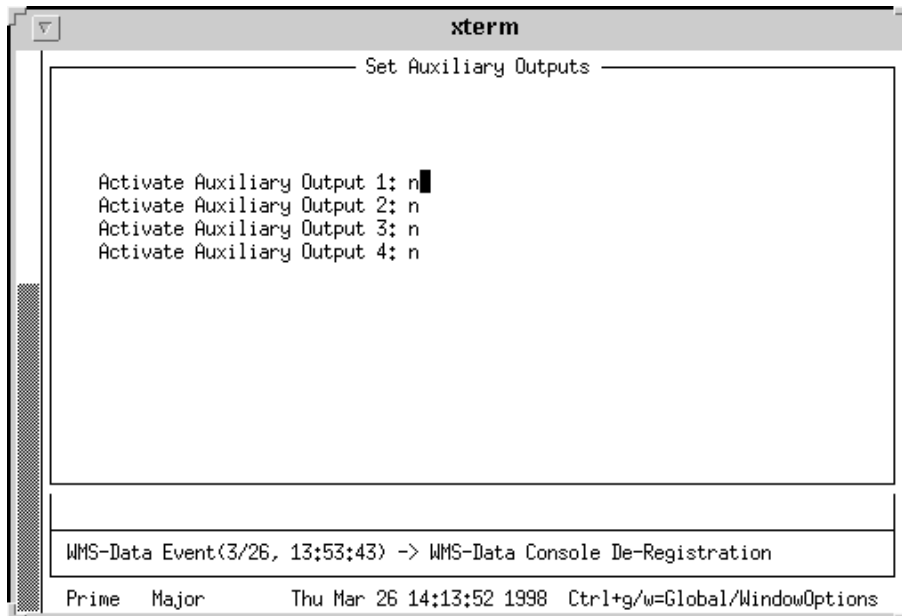 xterm
Set Auxiliary Outputs
Activate Auxiliary Output 1: n
Activate Auxiliary Output 2: n
Activate Auxiliary Output 3: n
Activate Auxiliary Output 4: n
WMS-Data Event(3/26, 13:53:43) -> WMS-Data Console De-Registration
Prime Major Thu Mar 26 14:13:52 1998 Ctrl+g/w=Global/WindowOptions